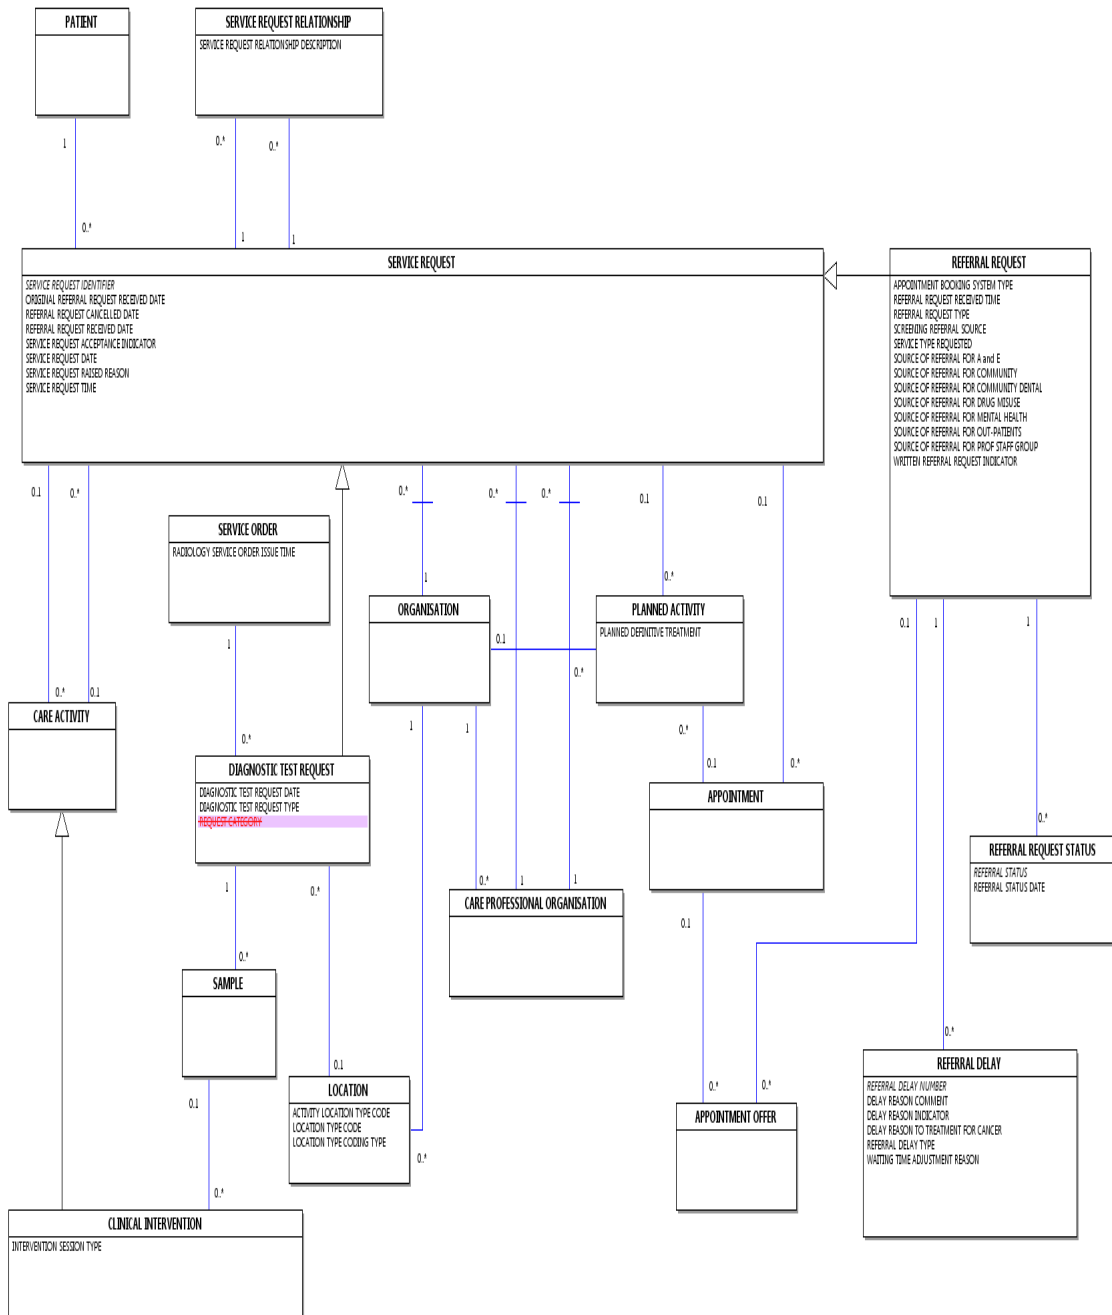 PATIENT
SERVICE REQUEST RELATIONSHIP
SERVICE REQUEST RELATIONSHIP DESCRIPTION
1
0..*
0..*
0..*
1
1
SERVICE REQUEST
SERVICE REQUEST IDENTIFIER
ORIGINAL REFERRAL REQUEST RECEIVED DATE
REFERRAL REQUEST CANCELLED DATE
REFERRAL REQUEST RECEIVED DATE
SERVICE REQUEST ACCEPTANCE INDICATOR
SERVICE REQUEST DATE
SERVICE REQUEST RAISED REASON
SERVICE REQUEST TIME
REFERRAL REQUEST
APPOINTMENT BOOKING SYSTEM TYPE
REFERRAL REQUEST RECEIVED TIME
REFERRAL REQUEST TYPE
SCREENING REFERRAL SOURCE
SERVICE TYPE REQUESTED
SOURCE OF REFERRAL FOR A and E
SOURCE OF REFERRAL FOR COMMUNITY
SOURCE OF REFERRAL FOR COMMUNITY DENTAL
SOURCE OF REFERRAL FOR DRUG MISUSE
SOURCE OF REFERRAL FOR MENTAL HEALTH
SOURCE OF REFERRAL FOR OUT-PATIENTS
SOURCE OF REFERRAL FOR PROF STAFF GROUP
WRITTEN REFERRAL REQUEST INDICATOR
0..1
0..*
0..*
0..*
0..*
0..1
0..1
SERVICE ORDER
RADIOLOGY SERVICE ORDER ISSUE TIME
1
0..*
ORGANISATION
PLANNED ACTIVITY
PLANNED DEFINITIVE TREATMENT
0..1
0..*
0..1
1
1
1
0..*
0..1
CARE ACTIVITY
1
1
0..*
0..*
0..1
0..*
DIAGNOSTIC TEST REQUEST
DIAGNOSTIC TEST REQUEST DATE
DIAGNOSTIC TEST REQUEST TYPE
REQUEST CATEGORY
APPOINTMENT
0..*
REFERRAL REQUEST STATUS
REFERRAL STATUS
REFERRAL STATUS DATE
1
0..*
0..*
1
1
CARE PROFESSIONAL ORGANISATION
0..1
0..*
SAMPLE
0..*
REFERRAL DELAY
REFERRAL DELAY NUMBER
DELAY REASON COMMENT
DELAY REASON INDICATOR
DELAY REASON TO TREATMENT FOR CANCER
REFERRAL DELAY TYPE
WAITING TIME ADJUSTMENT REASON
0..1
LOCATION
ACTIVITY LOCATION TYPE CODE
LOCATION TYPE CODE
LOCATION TYPE CODING TYPE
0..1
0..*
0..*
0..*
APPOINTMENT OFFER
0..*
CLINICAL INTERVENTION
INTERVENTION SESSION TYPE